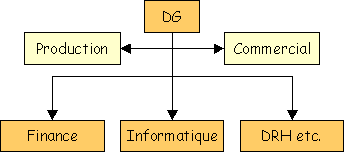 DG
Production
Commercial
Finance
Informatique
DRH etc.